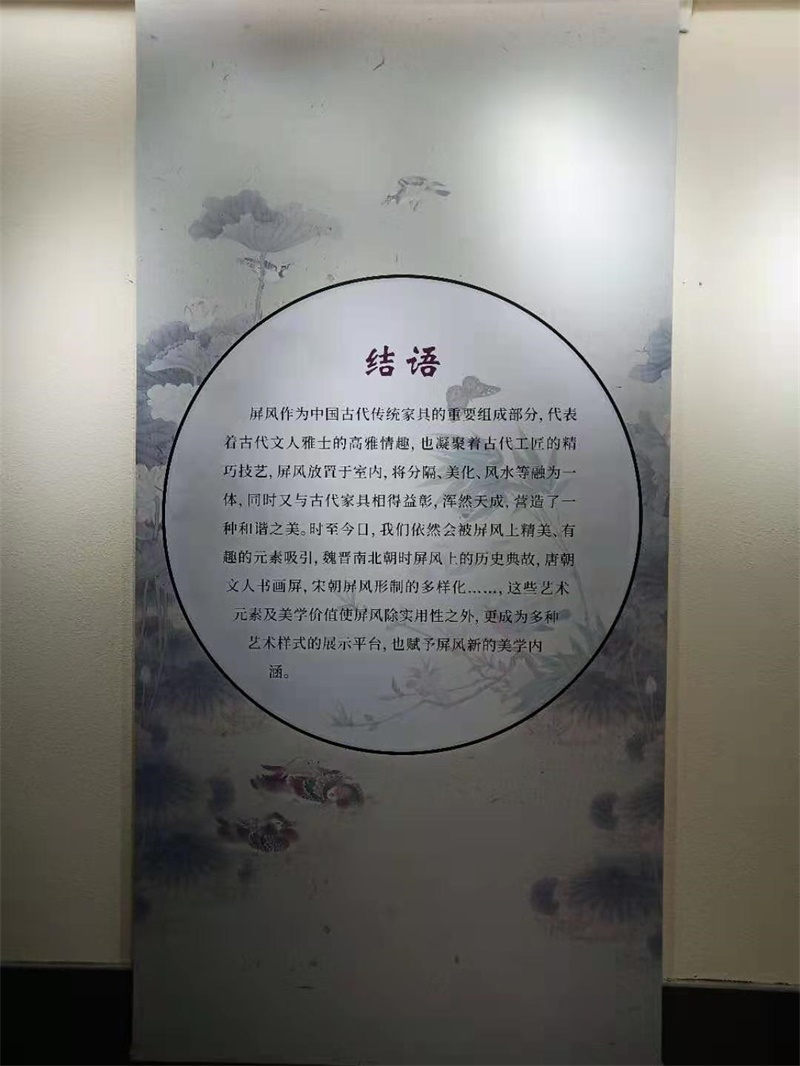 结语
屏风作为中国古代传统家具的重要组成部分，代表
着古代文人雅士的高雅情趣，也凝聚着古代工匠的精
巧技艺，屏风放置于室内，将分隔、美化、风水等融为一
体，同时又与古代家具相得益彰，浑然天成，营造了一
种和谐之美。时至今日，我们依然会被屏风上精美、有
趣的元素吸引，魏晋南北朝时屏风上的历史典故，唐朝
文人书画屏，宋朝屏风形制的多样化……，这些艺术
元素及美学价值使屏风除实用性之外，更成为多种
艺术样式的展示平台，也赋予屏风新的美学内
涵。